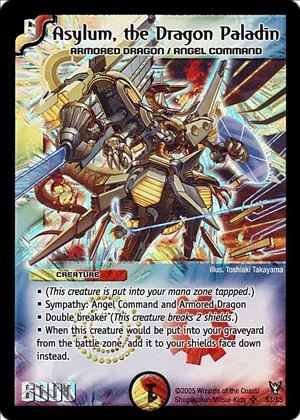 Asylum, the Dragon Paladin
ARMORED DRAGON / ANGEL COMMAND
illus. Toshiaki Takayama
CREATURE
• (This creature is put into your mana zone tappped.)
• Sympathy: Angel Command and Armored Dragon
• Double breaker (This creature breaks 2 shields.)
• When this creature would be put into your graveyard
from the battle zone, add it to your shields face down
instead.
©2005 Wizards of the Coast/
Shogakukan/Mitsui-Kids
S3/S5